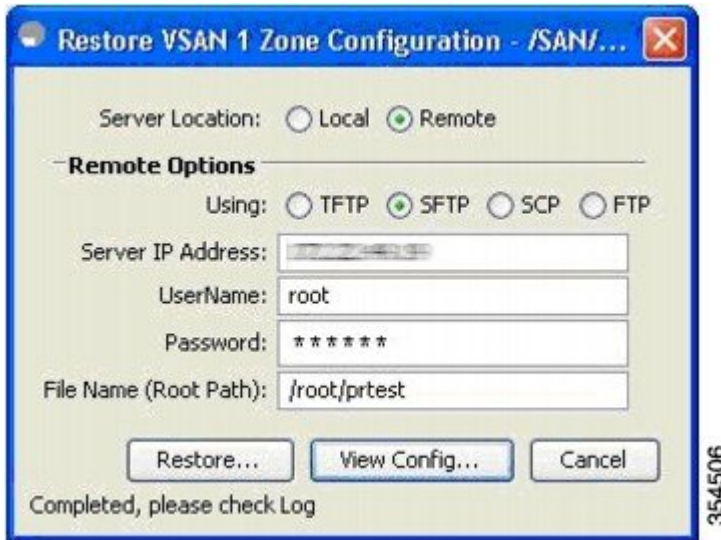 Restore VSAN 1 Zone Configuration - /SAN/...
Server Location: Local Remote
Remote Options
Using: TFTP SFTP SCP FTP
Server IP Address:
UserName: root
Password: ******
File Name (Root Path): /root/prtest
Restore... View Config... Cancel
Completed, please check Log
354506